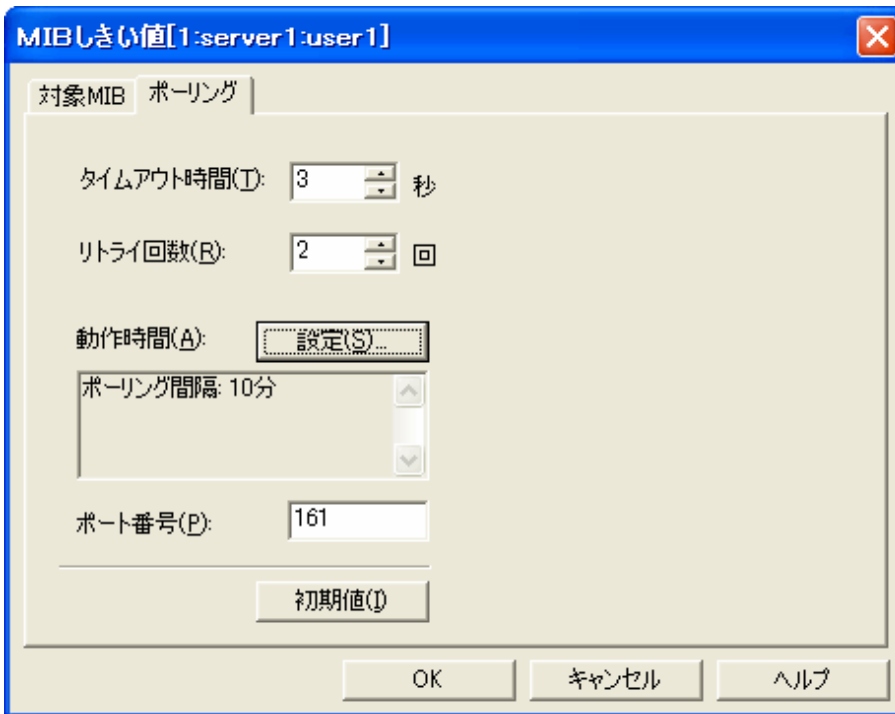 MIBしきい値[1:server1:user1]
対象MIB ポーリング
タイムアウト時間(T): 3 秒
リトライ回数(R): 2 回
動作時間(A): 設定(S)...
ポーリング間隔: 10分
ポート番号(P): 161
初期値(I)
OK キャンセル ヘルプ